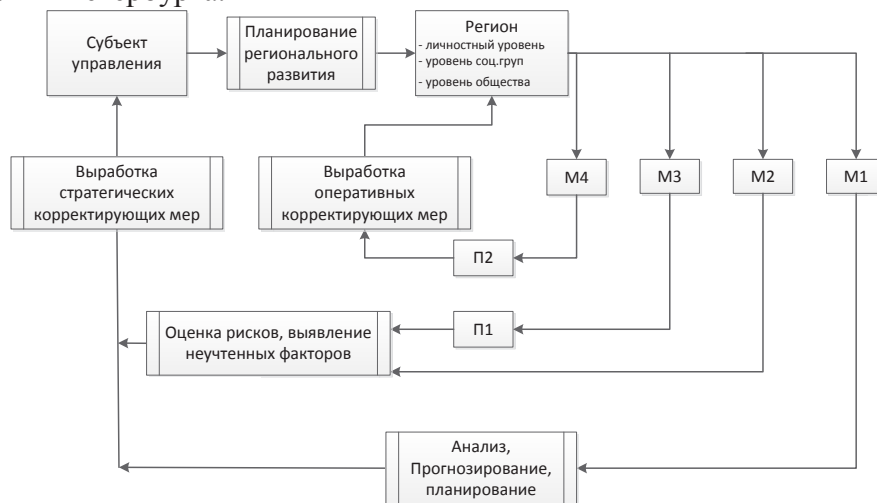 Субъект
управления
Планирование
регионального
развития
Регион
- личностный уровень
- уровень соц.групп
- уровень общества
Выработка
стратегических
корректирующих мер
Выработка
оперативных
корректирующих мер
М4
М3
М2
М1
П2
Оценка рисков, выявление
неучтенных факторов
П1
Анализ,
Прогнозирование,
планирование